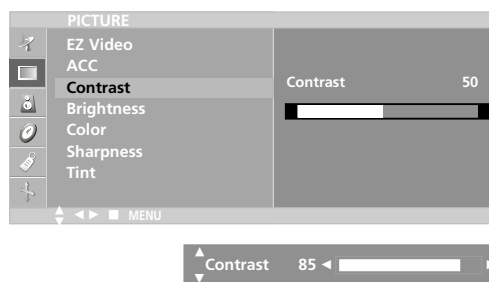 PICTURE
EZ Video
ACC
Contrast
Brightness
Color
Sharpness
Tint
Contrast 50
MENU
Contrast 85